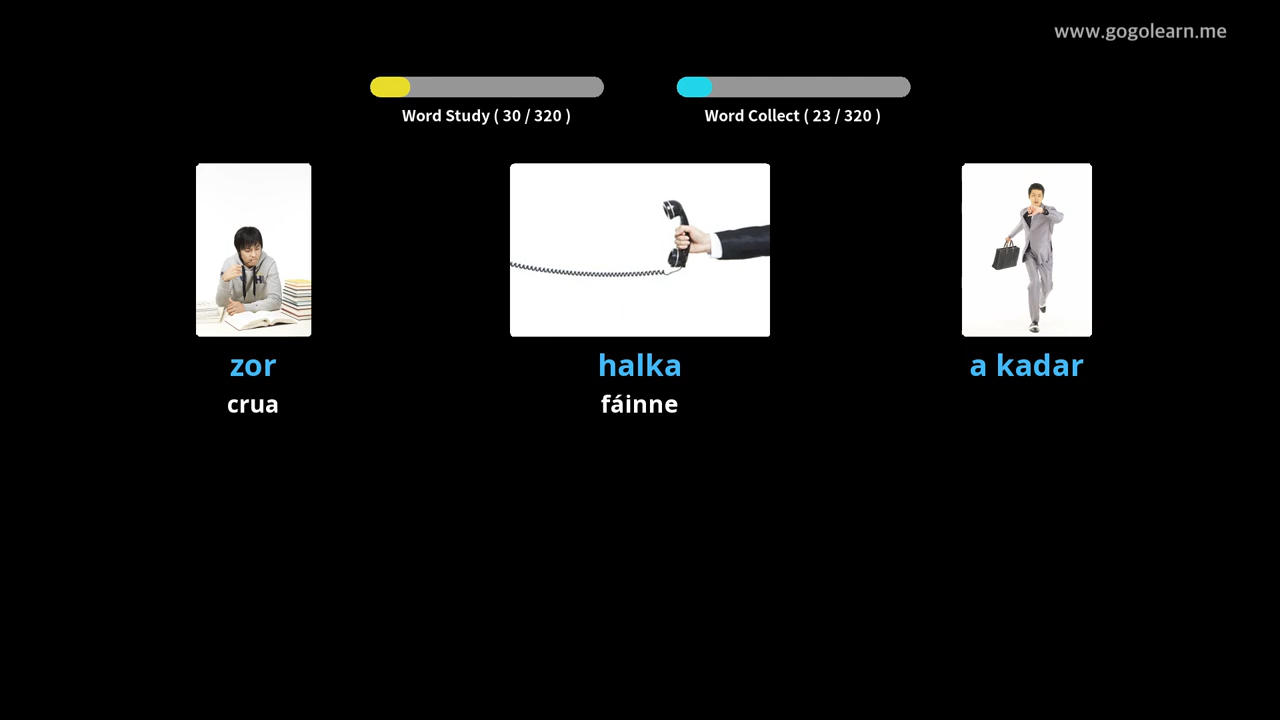 www.gogolearn.me
Word Study ( 30 / 320 )
Word Collect ( 23 / 320 )
zor
halka
a kadar
crua
fáinne